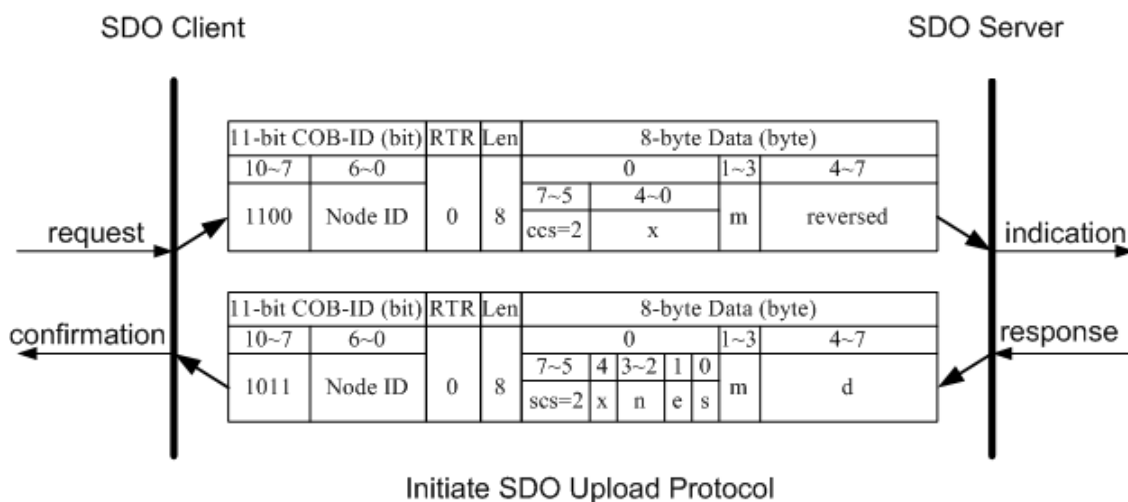 SDO Client
SDO Server
11-bit COB-ID (bit) RTR Len 8-byte Data (byte)
10~7 6~0 0 1~3 4~7
7~5 4~0
1100 Node ID 0 8 m reversed
ccs=2 x
request
indication
11-bit COB-ID (bit) RTR Len 8-byte Data (byte)
10~7 6~0 0 1~3 4~7
confirmation
response
7~5 4 3~2 1 0
1011 Node ID 0 8 m d
scs=2 x n e s
Initiate SDO Upload Protocol